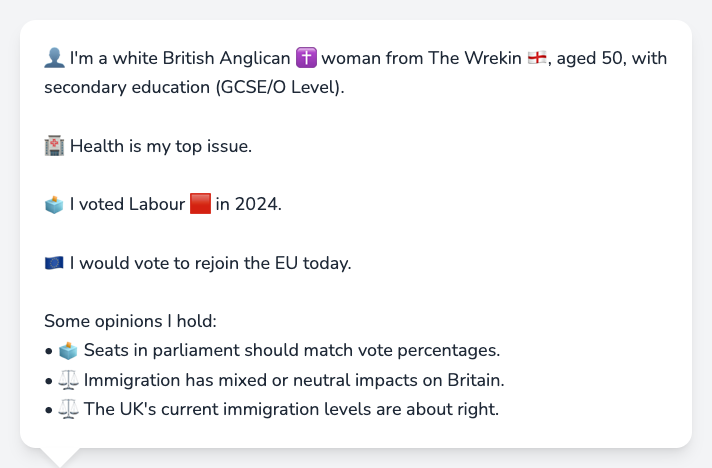 👤 I'm a white British Anglican ✝️ woman from The Wrekin 🏴󠁧󠁢󠁥󠁮󠁧󠁿, aged 50, with
secondary education (GCSE/O Level).
🏥 Health is my top issue.
🗳️ I voted Labour 🟥 in 2024.
🇪🇺 I would vote to rejoin the EU today.
Some opinions I hold:
• 🗳️ Seats in parliament should match vote percentages.
• ⚖️ Immigration has mixed or neutral impacts on Britain.
• ⚖️ The UK's current immigration levels are about right.